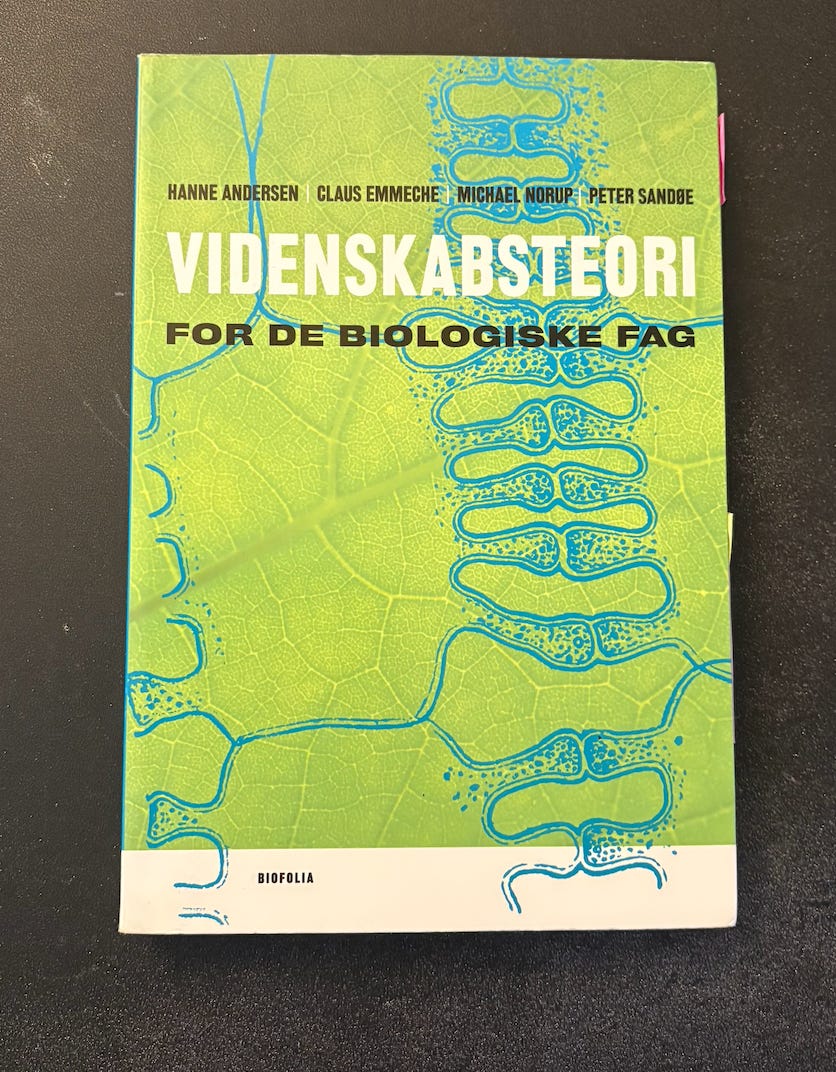 HANNE ANDERSEN | CLAUS EMMECHE | MICHAEL NORUP | PETER SANDØE
VIDENSKABSTEORI
FOR DE BIOLOGISKE FAG
BIOFOLIA